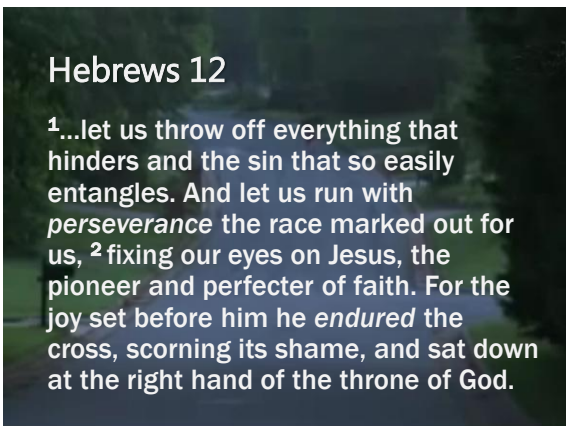 Hebrews 12
1...let us throw off everything that
hinders and the sin that so easily
entangles. And let us run with
perseverance the race marked out for
us, 2 fixing our eyes on Jesus, the
pioneer and perfecter of faith. For the
joy set before him he endured the
cross, scorning its shame, and sat down
at the right hand of the throne of God.